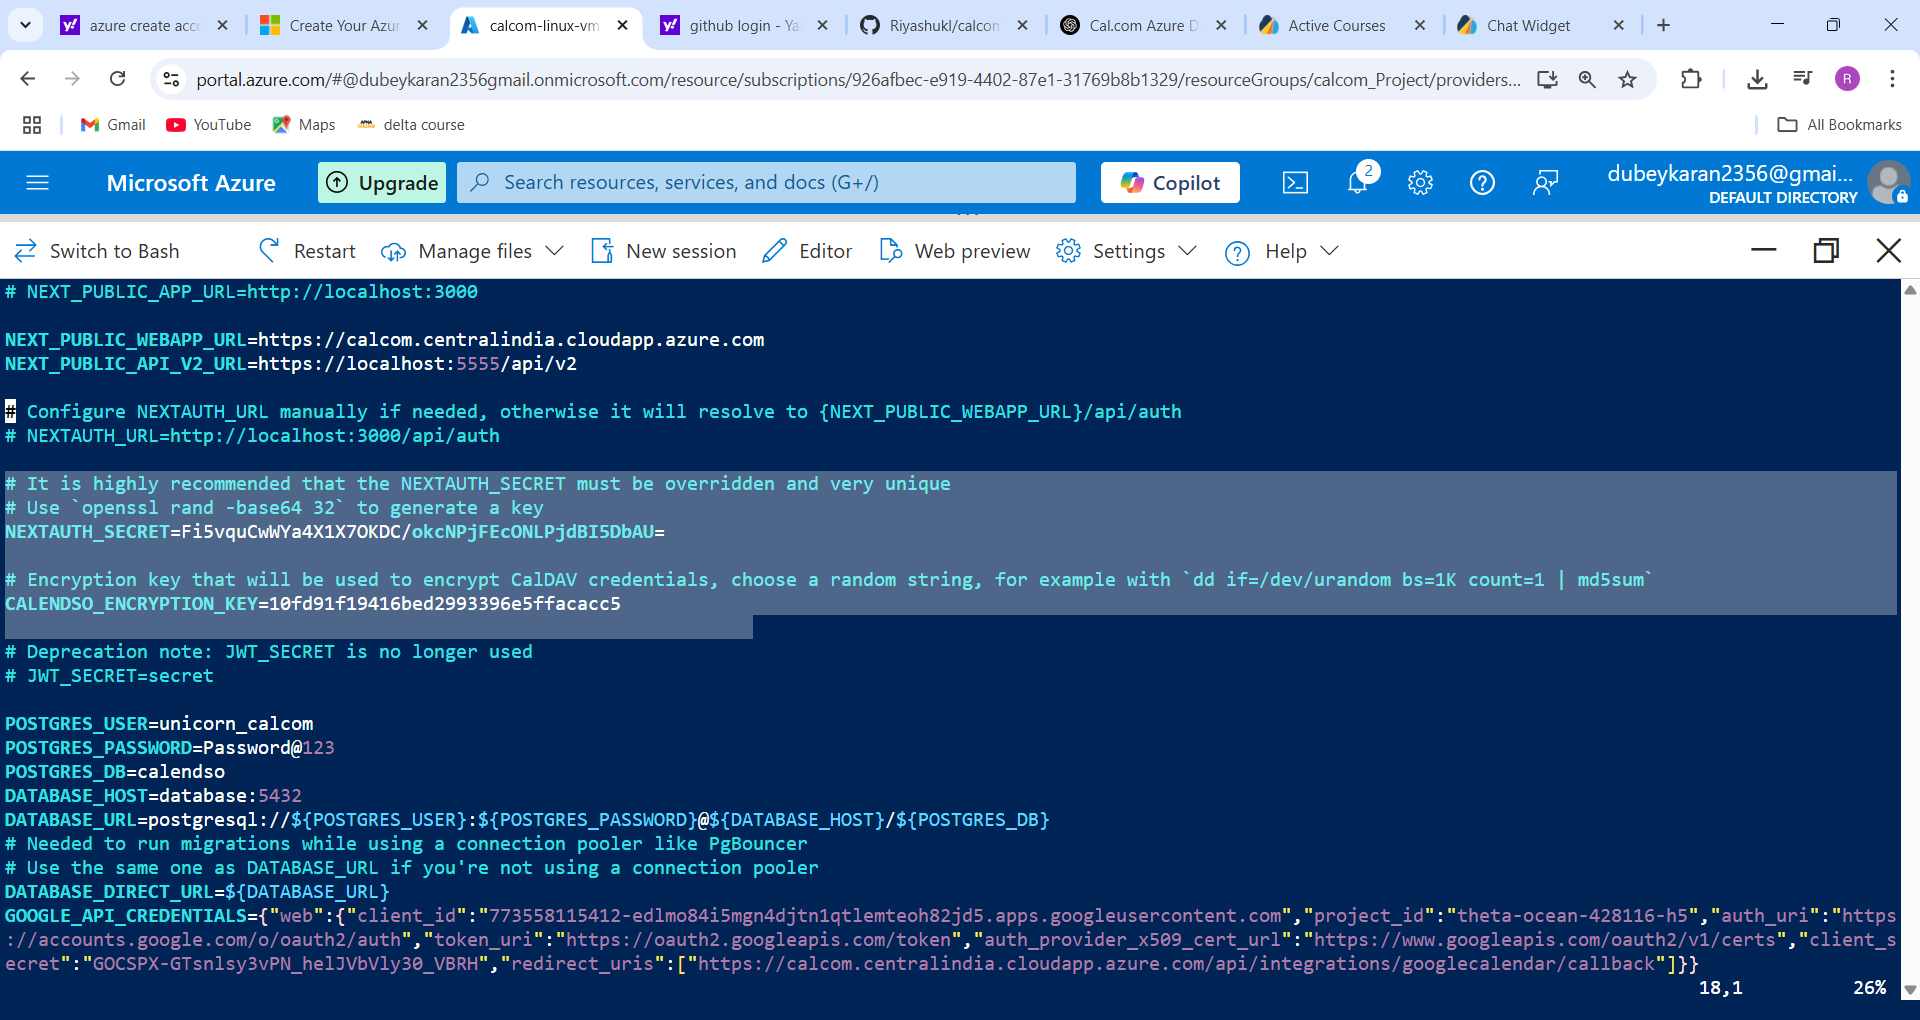 azure create acc
Create Your Azur
calcom-linux-vm
github login - Ya
Riyashukl/calcom
Cal.com Azure D
Active Courses
Chat Widget
portal.azure.com/#@dubeykaran2356gmail.onmicrosoft.com/resource/subscriptions/926afbec-e919-4402-87e1-31769b8b1329/resourceGroups/calcom_Project/providers...
R
Gmail
YouTube
Maps
delta course
All Bookmarks
Microsoft Azure
Upgrade
Search resources, services, and docs (G+/)
Copilot
2
dubeykaran2356@gmai...
DEFAULT DIRECTORY
Switch to Bash
Restart
Manage files
New session
Editor
Web preview
Settings
Help
# NEXT_PUBLIC_APP_URL=http://localhost:3000
NEXT_PUBLIC_WEBAPP_URL=https://calcom.centralindia.cloudapp.azure.com
NEXT_PUBLIC_API_V2_URL=https://localhost:5555/api/v2
# Configure NEXTAUTH_URL manually if needed, otherwise it will resolve to {NEXT_PUBLIC_WEBAPP_URL}/api/auth
# NEXTAUTH_URL=http://localhost:3000/api/auth
# It is highly recommended that the NEXTAUTH_SECRET must be overridden and very unique
# Use `openssl rand -base64 32` to generate a key
NEXTAUTH_SECRET=Fi5vquCwWYa4X1X7OKDC/okcNPjFEcONLPjdBI5DbAU=
# Encryption key that will be used to encrypt CalDAV credentials, choose a random string, for example with `dd if=/dev/urandom bs=1K count=1 | md5sum`
CALENDSO_ENCRYPTION_KEY=10fd91f19416bed2993396e5ffacacc5
# Deprecation note: JWT_SECRET is no longer used
# JWT_SECRET=secret
POSTGRES_USER=unicorn_calcom
POSTGRES_PASSWORD=Password@123
POSTGRES_DB=calendso
DATABASE_HOST=database:5432
DATABASE_URL=postgresql://${POSTGRES_USER}:${POSTGRES_PASSWORD}@${DATABASE_HOST}/${POSTGRES_DB}
# Needed to run migrations while using a connection pooler like PgBouncer
# Use the same one as DATABASE_URL if you're not using a connection pooler
DATABASE_DIRECT_URL=${DATABASE_URL}
GOOGLE_API_CREDENTIALS={"web":{"client_id":"773558115412-edlmo84i5mgn4djtn1qtlemteoh82jd5.apps.googleusercontent.com","project_id":"theta-ocean-428116-h5","auth_uri":"https
://accounts.google.com/o/oauth2/auth","token_uri":"https://oauth2.googleapis.com/token","auth_provider_x509_cert_url":"https://www.googleapis.com/oauth2/v1/certs","client_s
ecret":"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","redirect_uris":["https://calcom.centralindia.cloudapp.azure.com/api/integrations/googlecalendar/callback"]}}
18,1
26%